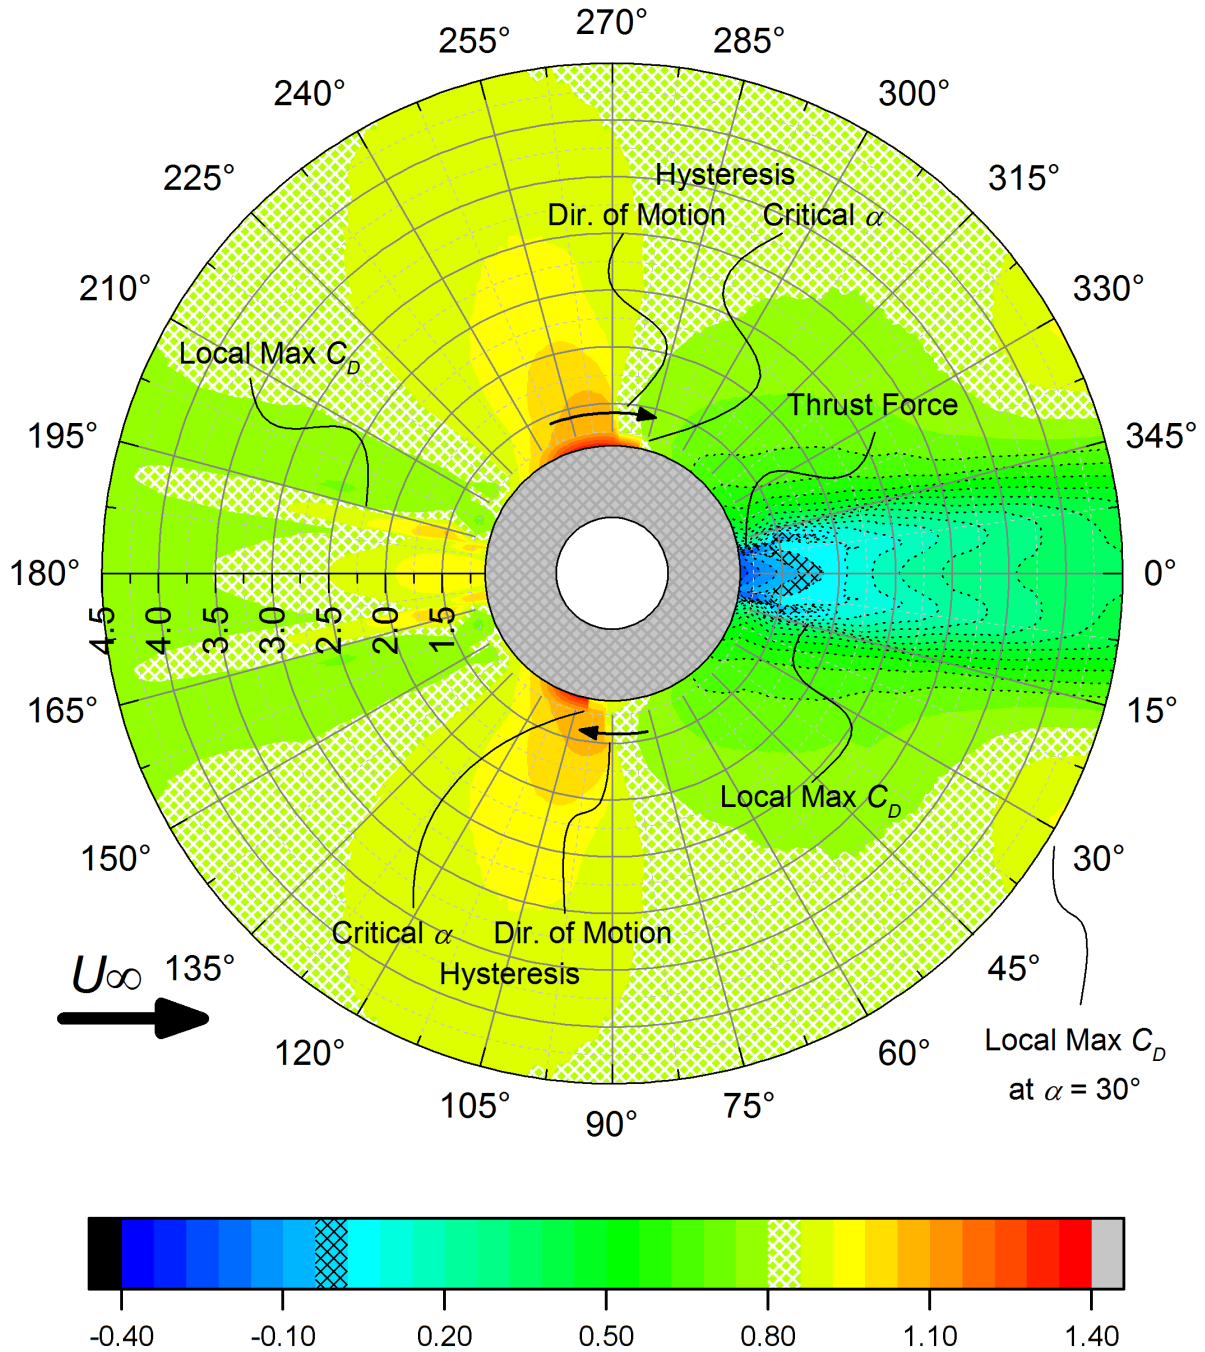 270°
255° 285°
240° 300°
225° 315°
Hysteresis
Dir. of Motion Critical α
210° 330°
Local Max C_D
Thrust Force
195° 345°
180° 0°
4.5 4.0 3.5 3.0 2.5 2.0 1.5
165° 15°
Local Max C_D
150° 30°
Critical α Dir. of Motion
Hysteresis
U∞ 135° 45°
120° 60°
Local Max C_D
at α = 30°
105° 75°
90°
-0.40 -0.10 0.20 0.50 0.80 1.10 1.40